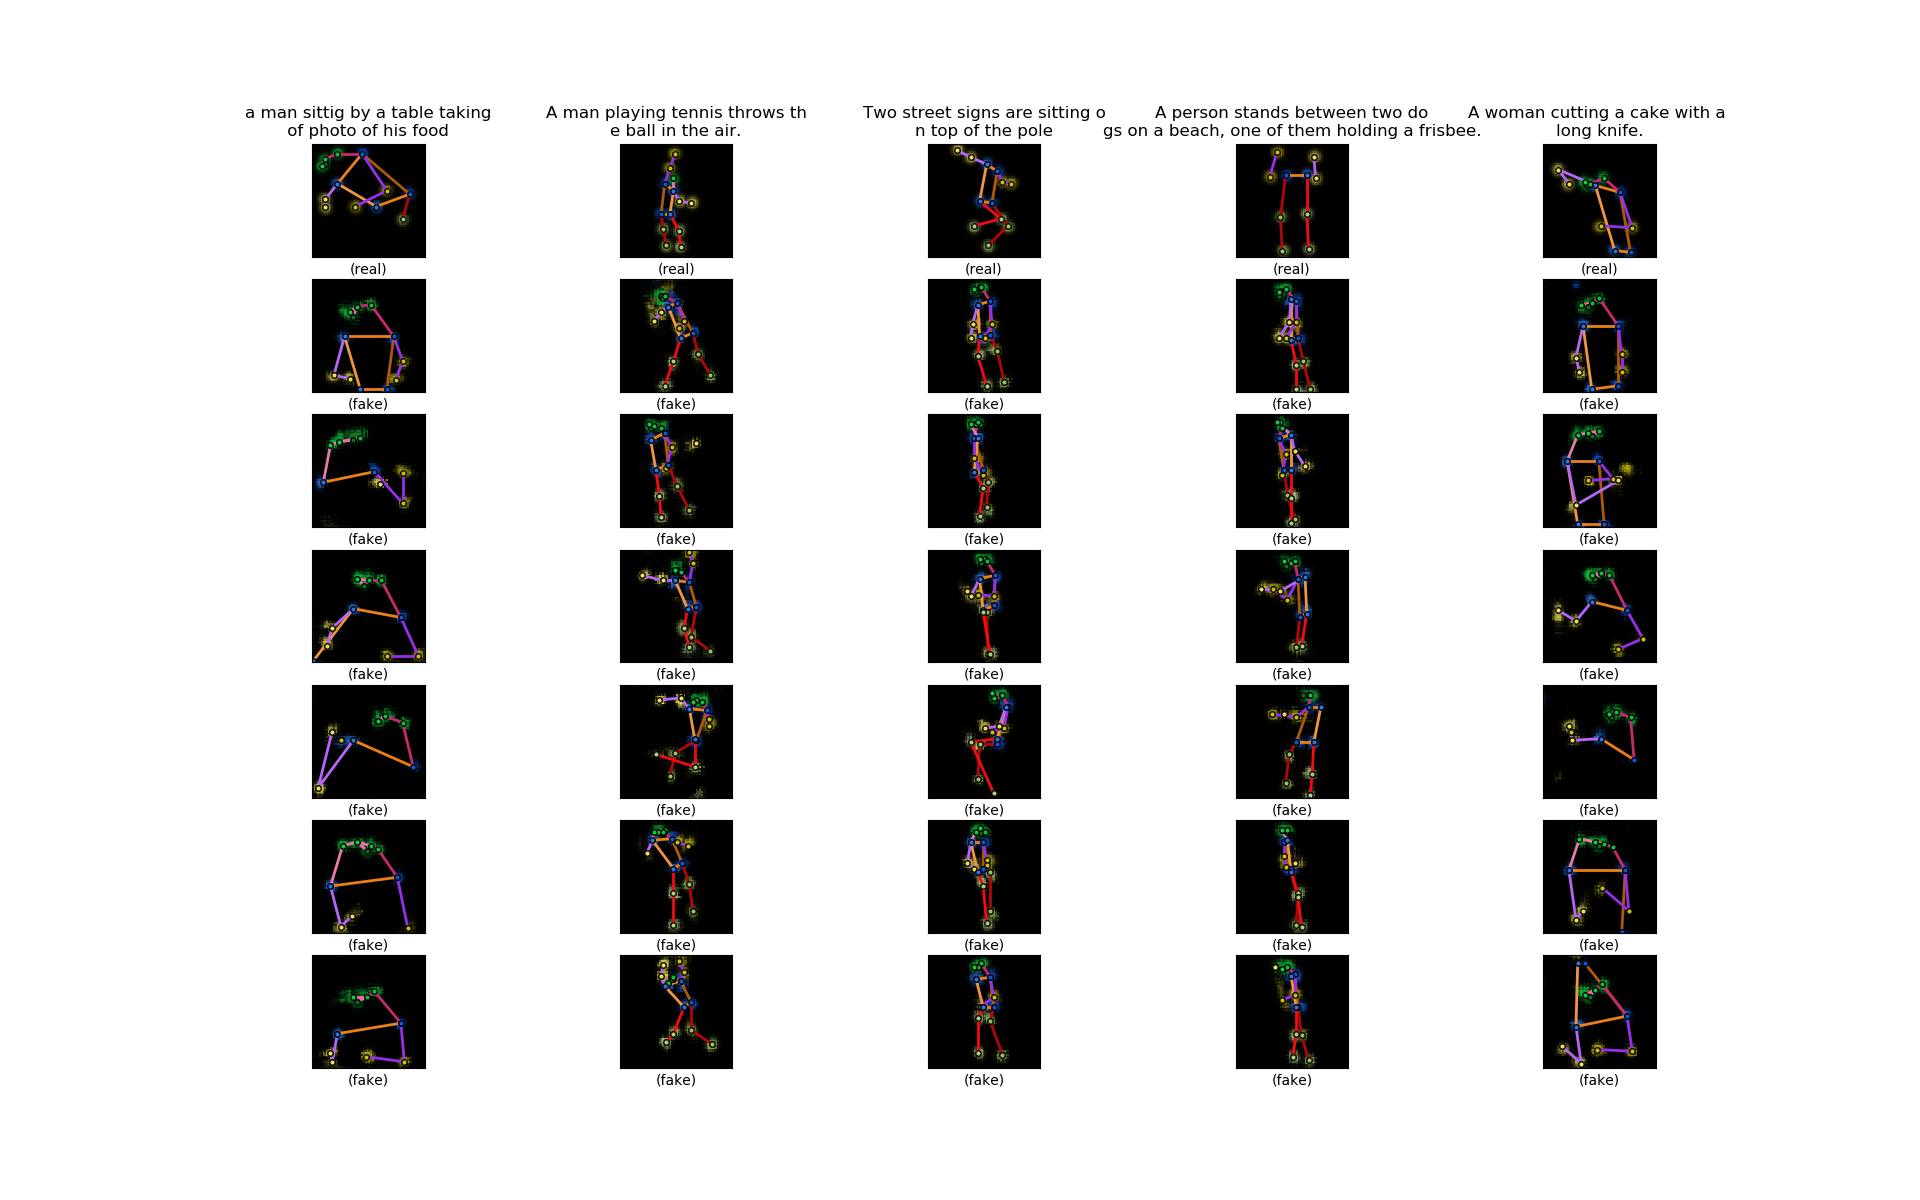 a man sittig by a table taking
of photo of his food
A man playing tennis throws th
e ball in the air.
Two street signs are sitting o
n top of the pole
A person stands between two do
gs on a beach, one of them holding a frisbee.
A woman cutting a cake with a
long knife.
(real) (real) (real) (real) (real)
(fake) (fake) (fake) (fake) (fake)
(fake) (fake) (fake) (fake) (fake)
(fake) (fake) (fake) (fake) (fake)
(fake) (fake) (fake) (fake) (fake)
(fake) (fake) (fake) (fake) (fake)
(fake) (fake) (fake) (fake) (fake)